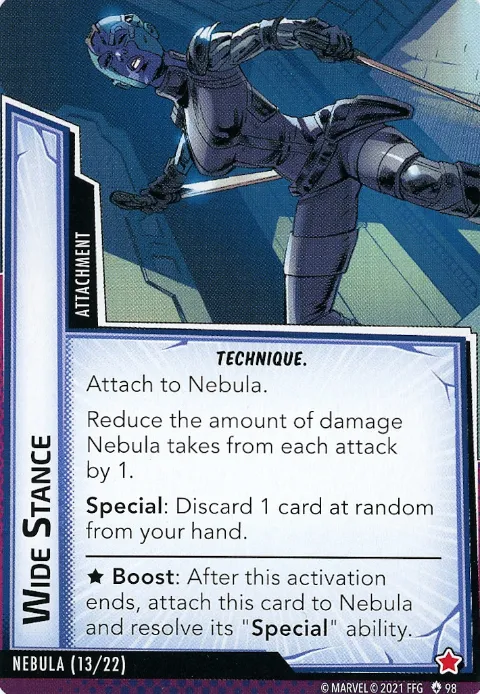 WIDE STANCE
ATTACHMENT
TECHNIQUE.
Attach to Nebula.
Reduce the amount of damage
Nebula takes from each attack
by 1.
Special: Discard 1 card at random
from your hand.
★ Boost: After this activation
ends, attach this card to Nebula
and resolve its "Special" ability.
NEBULA (13/22)
© MARVEL © 2021 FFG 98